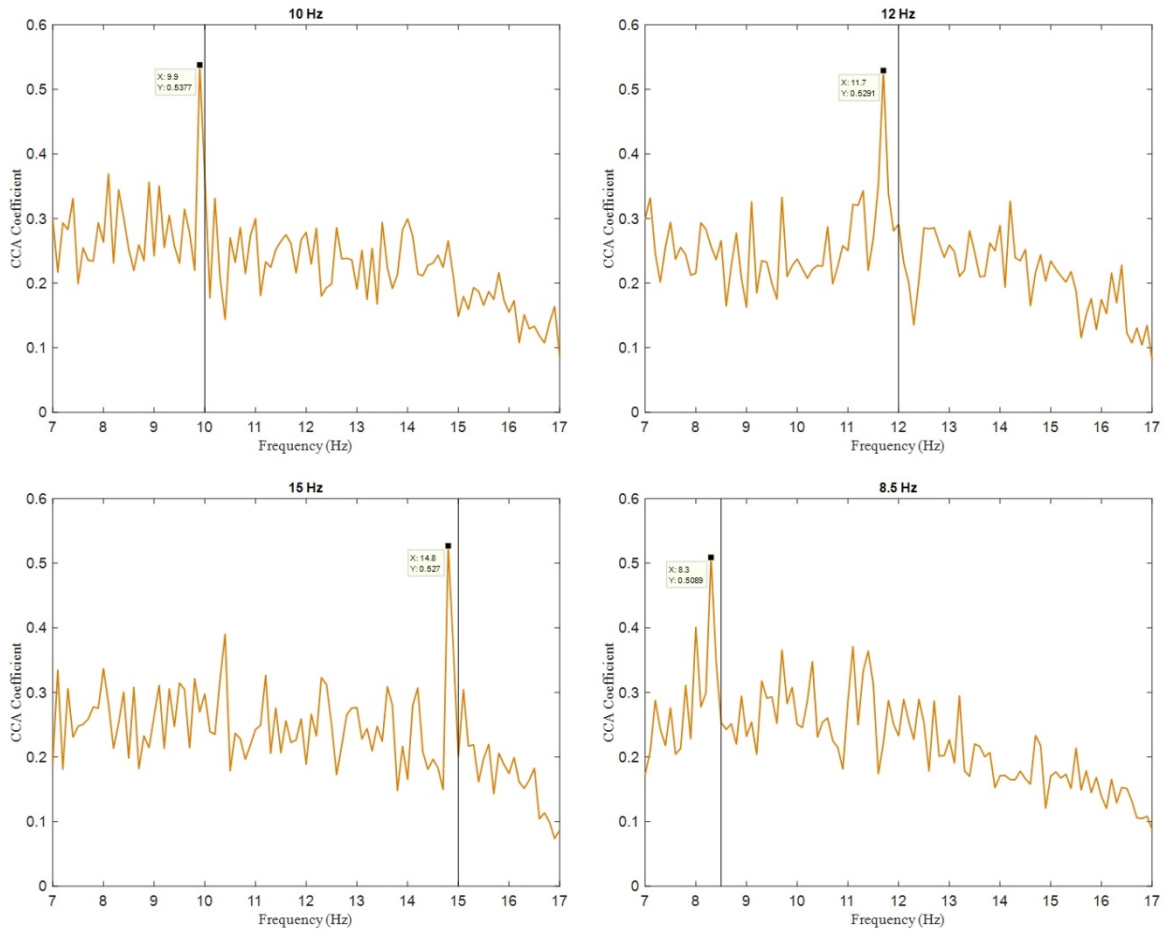 10 Hz
0.6
0.5
0.4
0.3
0.2
0.1
0
CCA Coefficient
X: 9.9
Y: 0.5377
7 8 9 10 11 12 13 14 15 16 17
Frequency (Hz)
12 Hz
0.6
0.5
0.4
0.3
0.2
0.1
0
CCA Coefficient
X: 11.7
Y: 0.5291
7 8 9 10 11 12 13 14 15 16 17
Frequency (Hz)
15 Hz
0.6
0.5
0.4
0.3
0.2
0.1
0
CCA Coefficient
X: 14.8
Y: 0.527
7 8 9 10 11 12 13 14 15 16 17
Frequency (Hz)
8.5 Hz
0.6
0.5
0.4
0.3
0.2
0.1
0
CCA Coefficient
X: 8.3
Y: 0.5089
7 8 9 10 11 12 13 14 15 16 17
Frequency (Hz)